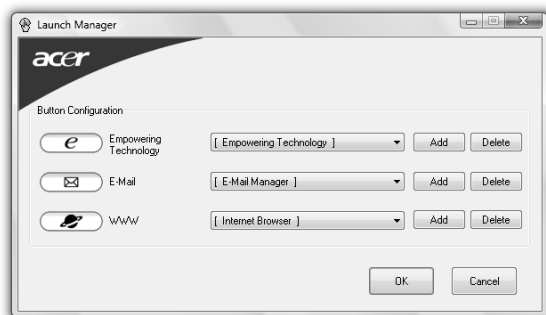 Launch Manager
acer
Button Configuration
e Empowering Technology [ Empowering Technology ] Add Delete
E-Mail [ E-Mail Manager ] Add Delete
WWW [ Internet Browser ] Add Delete
OK Cancel